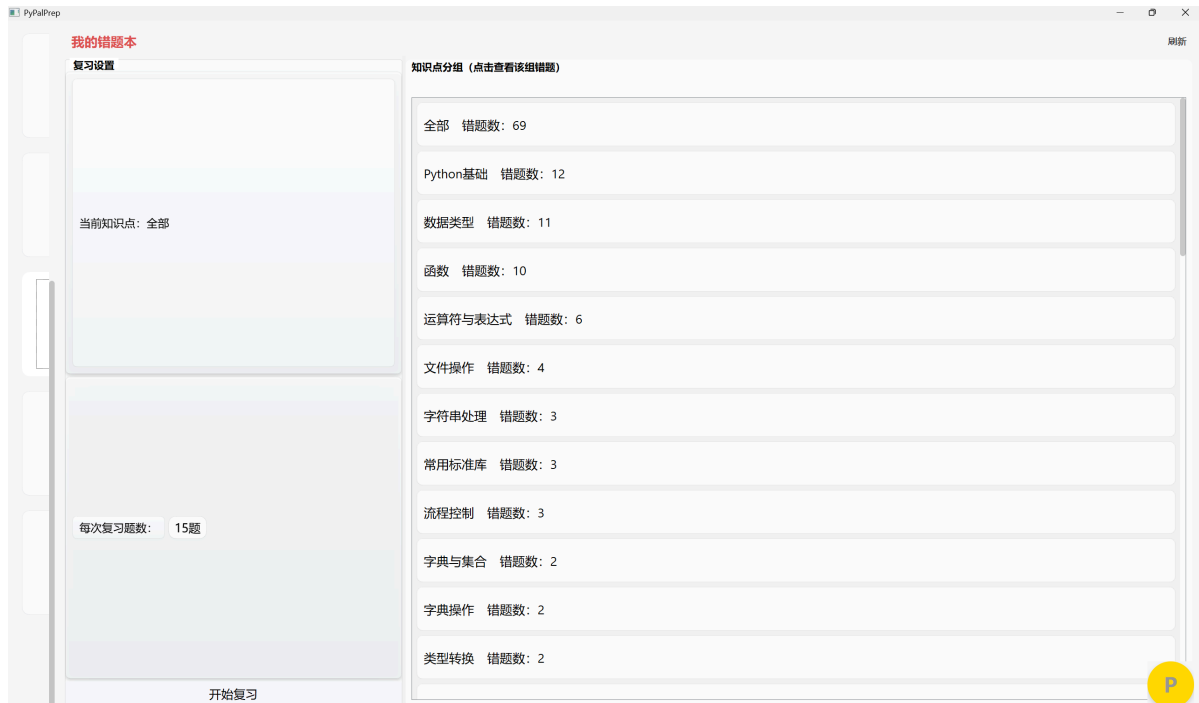 PyPalPrep
我的错题本
刷新
复习设置
当前知识点：全部
每次复习题数：
15题
开始复习
知识点分组（点击查看该组错题）
全部 错题数：69
Python基础 错题数：12
数据类型 错题数：11
函数 错题数：10
运算符与表达式 错题数：6
文件操作 错题数：4
字符串处理 错题数：3
常用标准库 错题数：3
流程控制 错题数：3
字典与集合 错题数：2
字典操作 错题数：2
类型转换 错题数：2
P